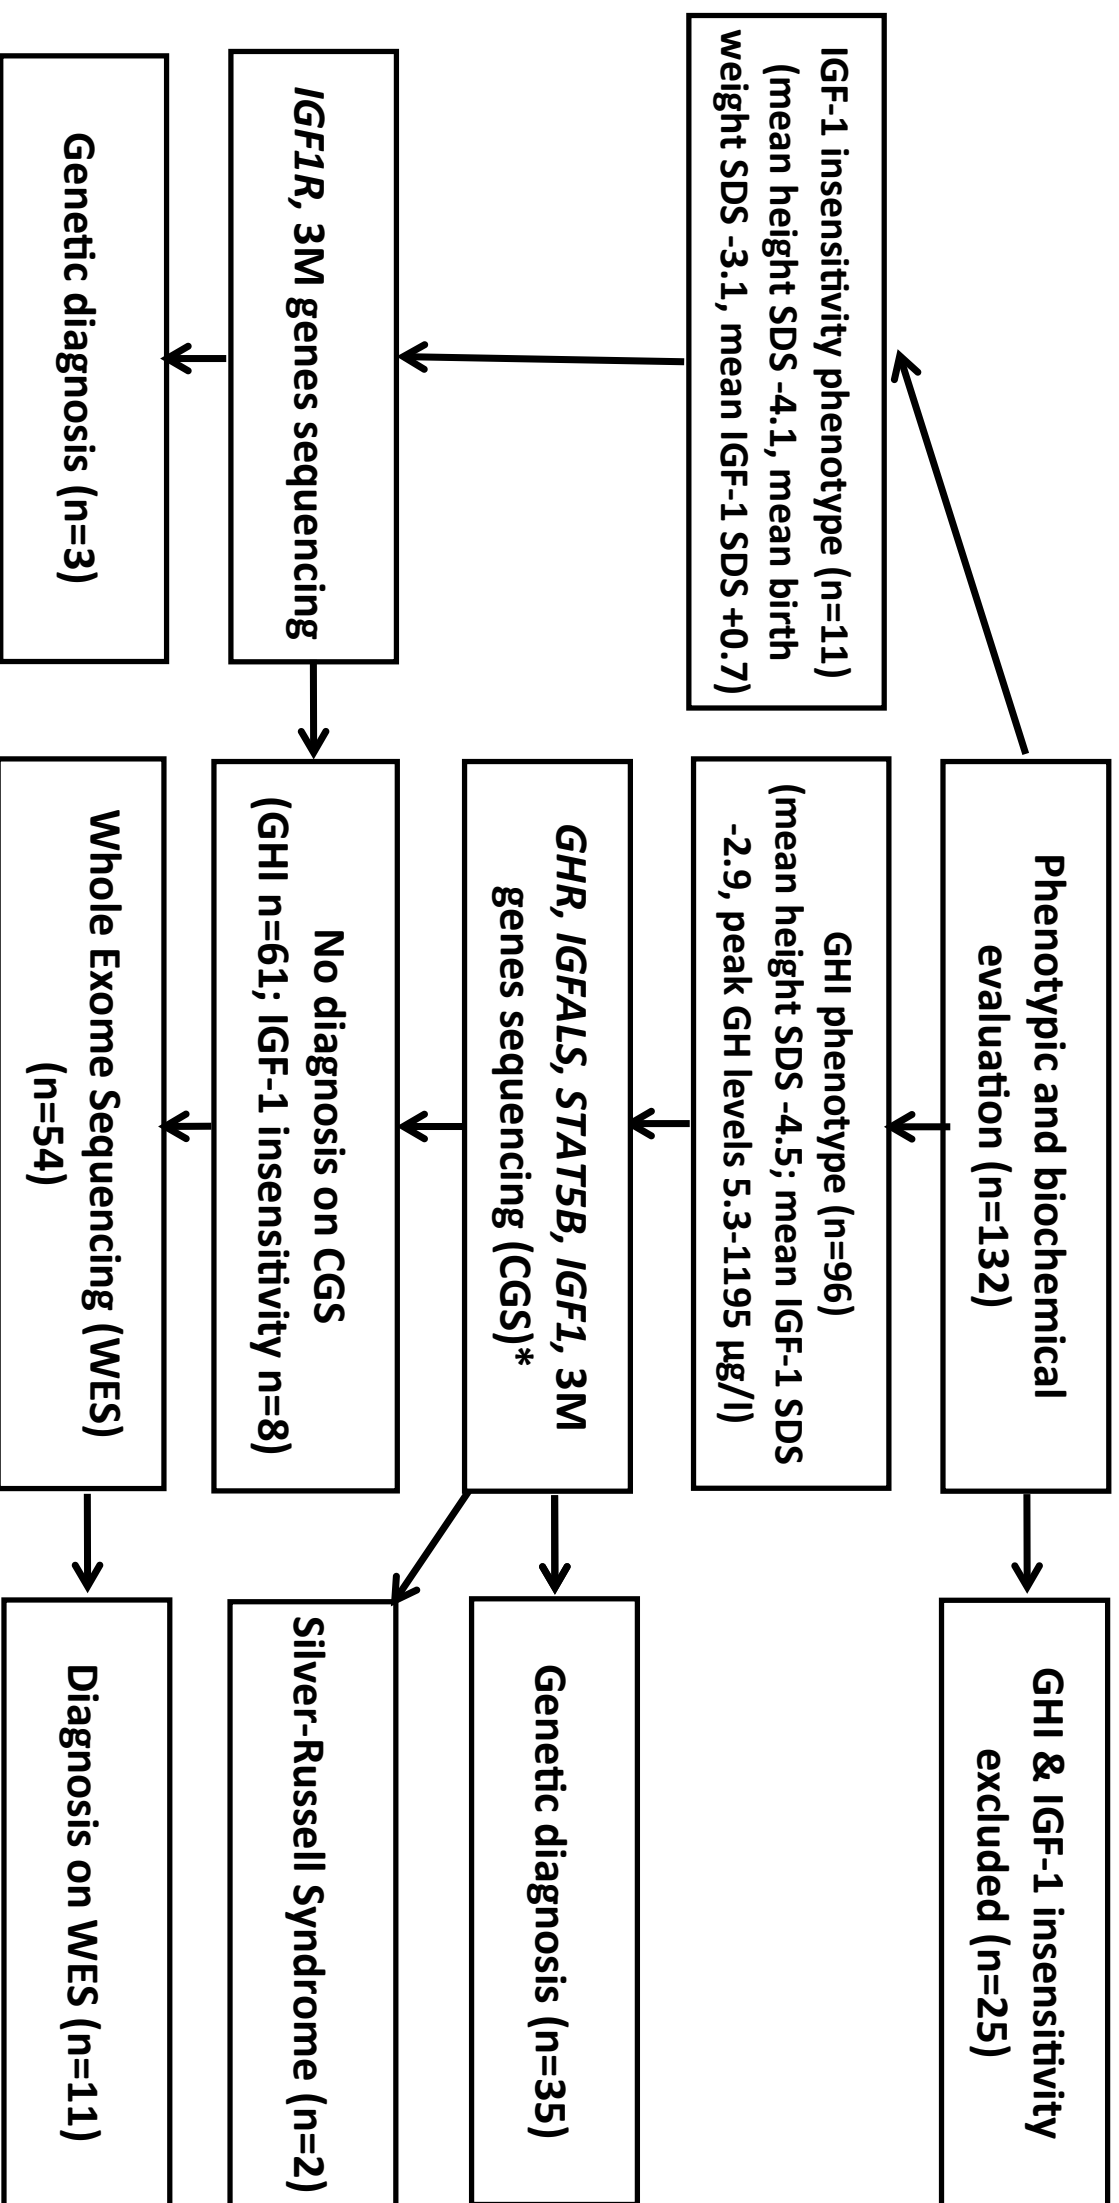 Phenotypic and biochemical
evaluation (n=132)
GHI & IGF-1 insensitivity
excluded (n=25)
IGF-1 insensitivity phenotype (n=11)
(mean height SDS -4.1, mean birth
weight SDS -3.1, mean IGF-1 SDS +0.7)
GHI phenotype (n=96)
(mean height SDS -4.5; mean IGF-1 SDS
-2.9, peak GH levels 5.3-1195 µg/l)
GHR, IGFALS, STAT5B, IGF1, 3M
genes sequencing (CGS)*
Genetic diagnosis (n=35)
IGF1R, 3M genes sequencing
No diagnosis on CGS
(GHI n=61; IGF-1 insensitivity n=8)
Silver-Russell Syndrome (n=2)
Genetic diagnosis (n=3)
Whole Exome Sequencing (WES)
(n=54)
Diagnosis on WES (n=11)